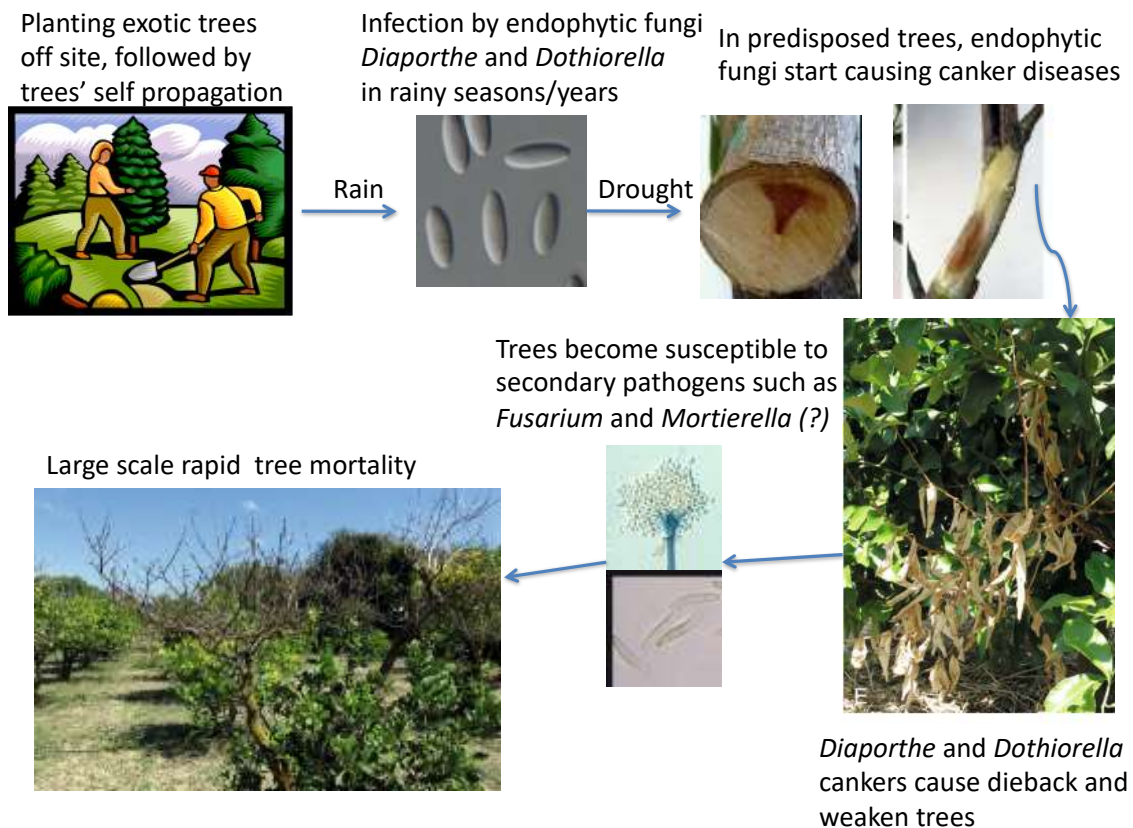 Planting exotic trees
off site, followed by
trees' self propagation
Infection by endophytic fungi
Diaporthe and Dothiorella
in rainy seasons/years
In predisposed trees, endophytic
fungi start causing canker diseases
Rain
Drought
Trees become susceptible to
secondary pathogens such as
Fusarium and Mortierella (?)
Large scale rapid  tree mortality
E
Diaporthe and Dothiorella
cankers cause dieback and
weaken trees